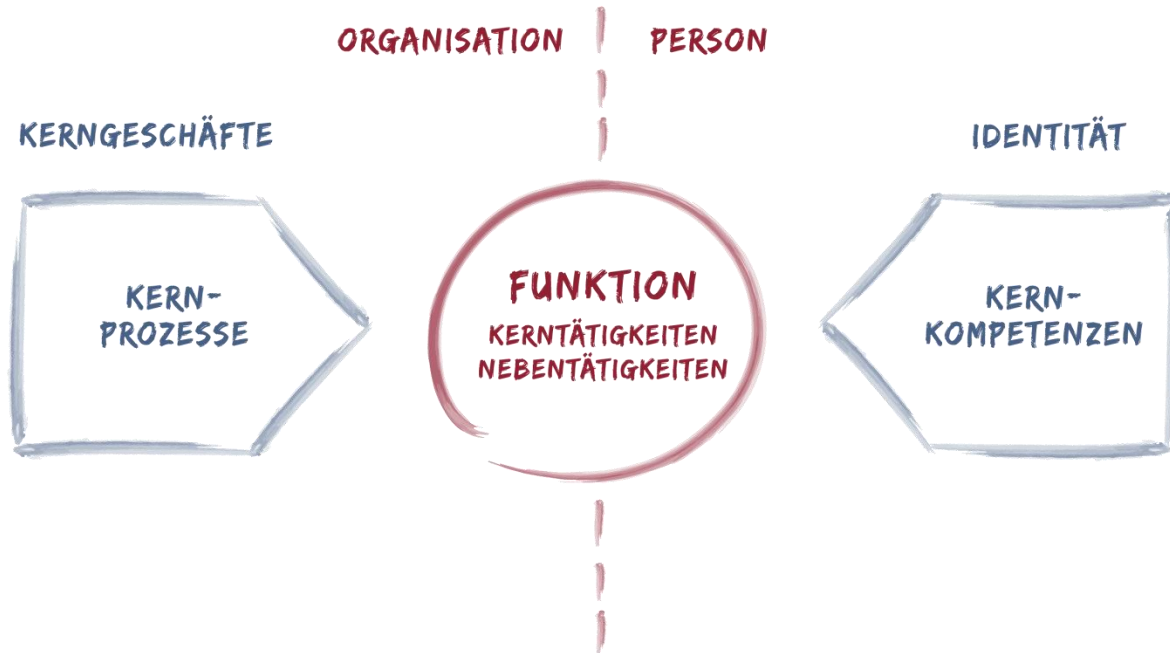 ORGANISATION
PERSON
KERNGESCHÄFTE
IDENTITÄT
KERN-
PROZESSE
FUNKTION
KERNTÄTIGKEITEN
NEBENTÄTIGKEITEN
KERN-
KOMPETENZEN